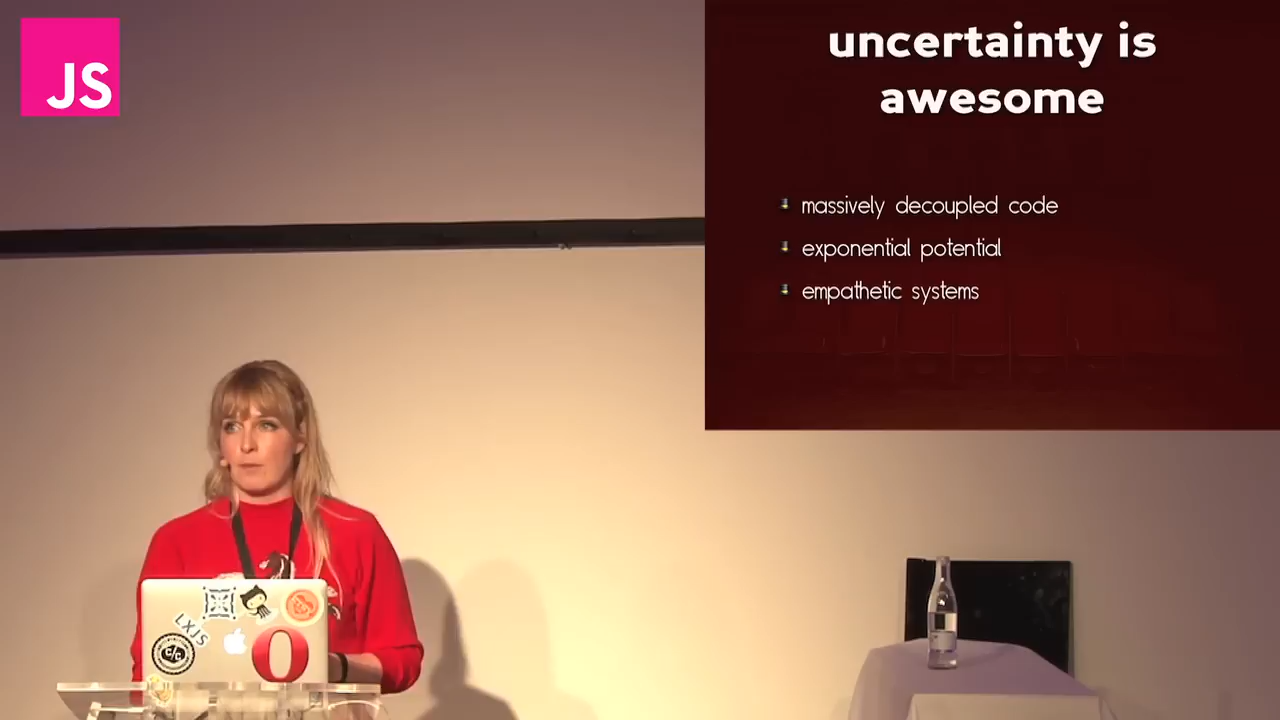 JS
uncertainty is
awesome
massively decoupled code
exponential potential
empathetic systems
LXJS
C/C
O